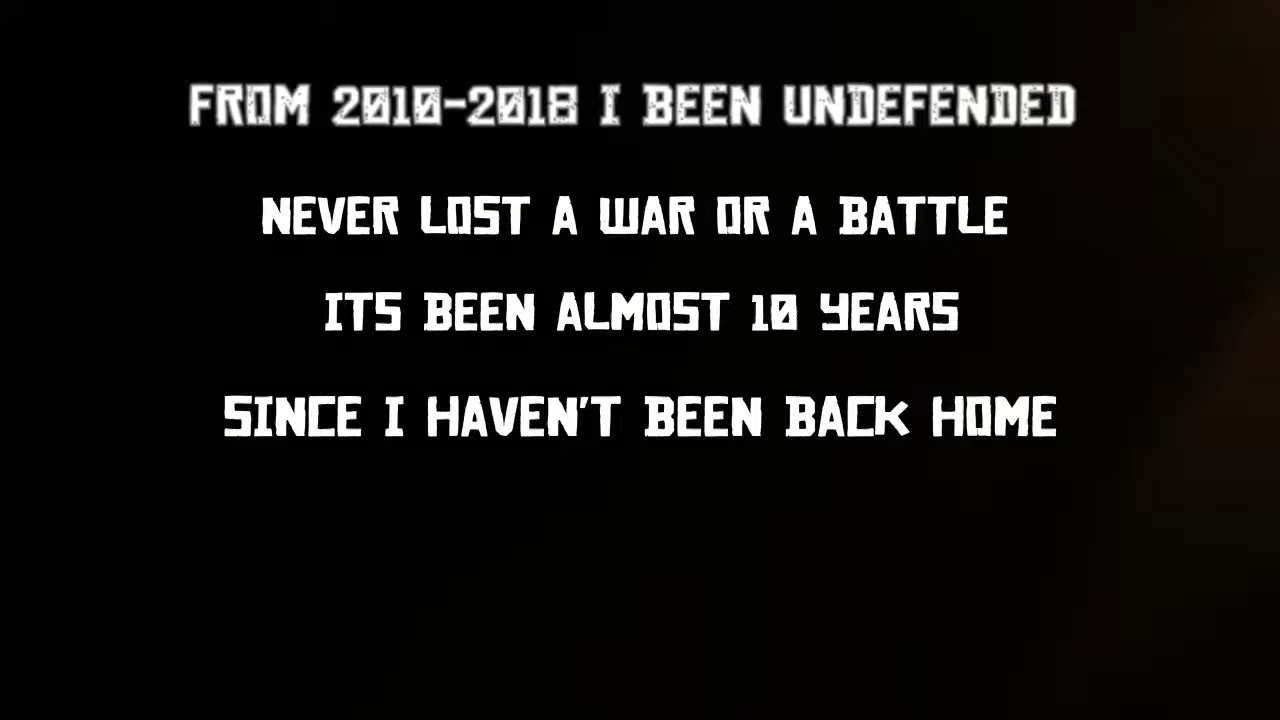 FROM 2010-2018 I BEEN UNDEFENDED
NEVER LOST A WAR OR A BATTLE
ITS BEEN ALMOST 10 YEARS
SINCE I HAVEN'T BEEN BACK HOME